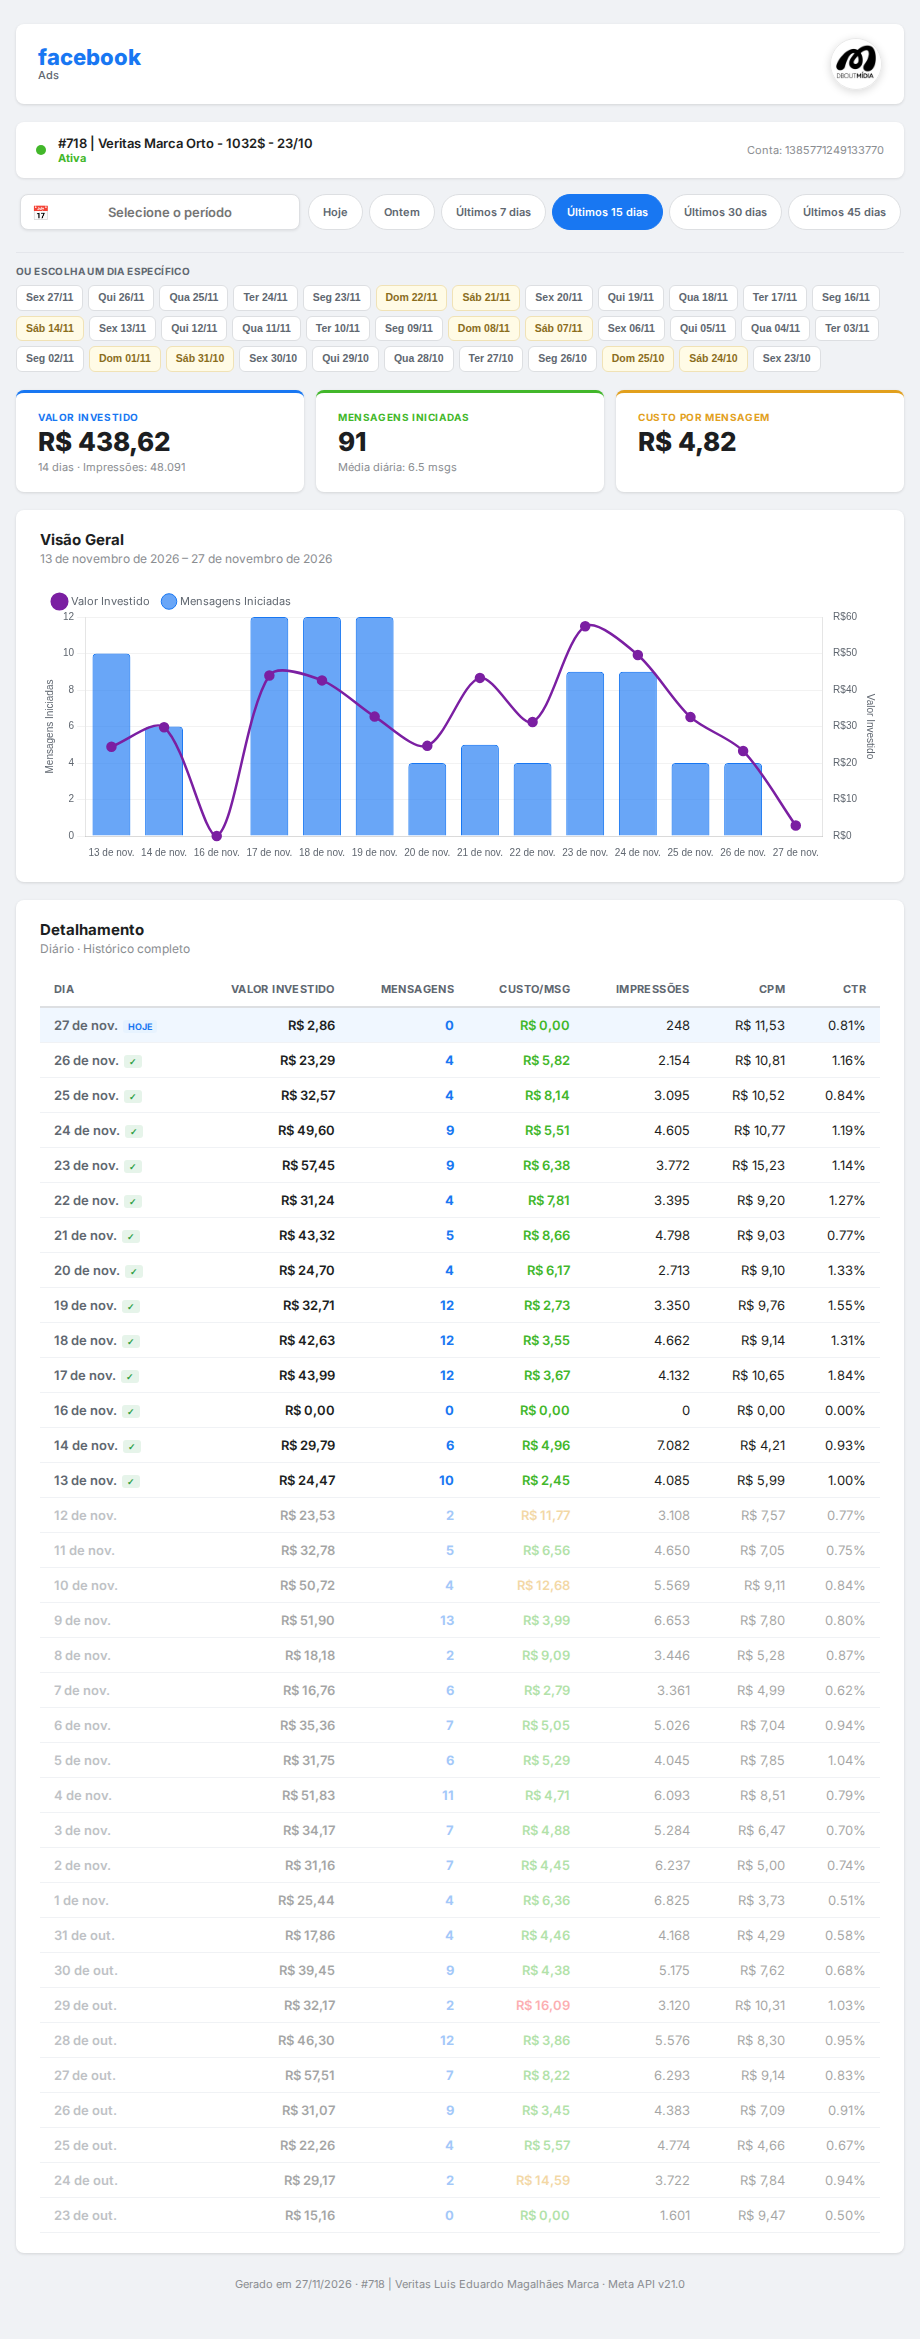 facebook
Ads
DBOUTMÍDIA
#718 | Veritas Marca Orto - 1032$ - 23/10
Ativa
Conta: 1385771249133770
Selecione o período
Hoje
Ontem
Últimos 7 dias
Últimos 15 dias
Últimos 30 dias
Últimos 45 dias
OU ESCOLHA UM DIA ESPECÍFICO
Sex 27/11 Qui 26/11 Qua 25/11 Ter 24/11 Seg 23/11 Dom 22/11 Sáb 21/11 Sex 20/11 Qui 19/11 Qua 18/11 Ter 17/11 Seg 16/11
Sáb 14/11 Sex 13/11 Qui 12/11 Qua 11/11 Ter 10/11 Seg 09/11 Dom 08/11 Sáb 07/11 Sex 06/11 Qui 05/11 Qua 04/11 Ter 03/11
Seg 02/11 Dom 01/11 Sáb 31/10 Sex 30/10 Qui 29/10 Qua 28/10 Ter 27/10 Seg 26/10 Dom 25/10 Sáb 24/10 Sex 23/10
VALOR INVESTIDO
R$ 438,62
14 dias · Impressões: 48.091
MENSAGENS INICIADAS
91
Média diária: 6.5 msgs
CUSTO POR MENSAGEM
R$ 4,82
Visão Geral
13 de novembro de 2026 – 27 de novembro de 2026
Valor Investido Mensagens Iniciadas
Mensagens Iniciadas
12
10
8
6
4
2
0
R$60
R$50
R$40
R$30
R$20
R$10
R$0
Valor Investido
13 de nov. 14 de nov. 16 de nov. 17 de nov. 18 de nov. 19 de nov. 20 de nov. 21 de nov. 22 de nov. 23 de nov. 24 de nov. 25 de nov. 26 de nov. 27 de nov.
Detalhamento
Diário · Histórico completo
DIA VALOR INVESTIDO MENSAGENS CUSTO/MSG IMPRESSÕES CPM CTR
27 de nov. HOJE R$ 2,86 0 R$ 0,00 248 R$ 11,53 0.81%
26 de nov. ✓ R$ 23,29 4 R$ 5,82 2.154 R$ 10,81 1.16%
25 de nov. ✓ R$ 32,57 4 R$ 8,14 3.095 R$ 10,52 0.84%
24 de nov. ✓ R$ 49,60 9 R$ 5,51 4.605 R$ 10,77 1.19%
23 de nov. ✓ R$ 57,45 9 R$ 6,38 3.772 R$ 15,23 1.14%
22 de nov. ✓ R$ 31,24 4 R$ 7,81 3.395 R$ 9,20 1.27%
21 de nov. ✓ R$ 43,32 5 R$ 8,66 4.798 R$ 9,03 0.77%
20 de nov. ✓ R$ 24,70 4 R$ 6,17 2.713 R$ 9,10 1.33%
19 de nov. ✓ R$ 32,71 12 R$ 2,73 3.350 R$ 9,76 1.55%
18 de nov. ✓ R$ 42,63 12 R$ 3,55 4.662 R$ 9,14 1.31%
17 de nov. ✓ R$ 43,99 12 R$ 3,67 4.132 R$ 10,65 1.84%
16 de nov. ✓ R$ 0,00 0 R$ 0,00 0 R$ 0,00 0.00%
14 de nov. ✓ R$ 29,79 6 R$ 4,96 7.082 R$ 4,21 0.93%
13 de nov. ✓ R$ 24,47 10 R$ 2,45 4.085 R$ 5,99 1.00%
12 de nov. R$ 23,53 2 R$ 11,77 3.108 R$ 7,57 0.77%
11 de nov. R$ 32,78 5 R$ 6,56 4.650 R$ 7,05 0.75%
10 de nov. R$ 50,72 4 R$ 12,68 5.569 R$ 9,11 0.84%
9 de nov. R$ 51,90 13 R$ 3,99 6.653 R$ 7,80 0.80%
8 de nov. R$ 18,18 2 R$ 9,09 3.446 R$ 5,28 0.87%
7 de nov. R$ 16,76 6 R$ 2,79 3.361 R$ 4,99 0.62%
6 de nov. R$ 35,36 7 R$ 5,05 5.026 R$ 7,04 0.94%
5 de nov. R$ 31,75 6 R$ 5,29 4.045 R$ 7,85 1.04%
4 de nov. R$ 51,83 11 R$ 4,71 6.093 R$ 8,51 0.79%
3 de nov. R$ 34,17 7 R$ 4,88 5.284 R$ 6,47 0.70%
2 de nov. R$ 31,16 7 R$ 4,45 6.237 R$ 5,00 0.74%
1 de nov. R$ 25,44 4 R$ 6,36 6.825 R$ 3,73 0.51%
31 de out. R$ 17,86 4 R$ 4,46 4.168 R$ 4,29 0.58%
30 de out. R$ 39,45 9 R$ 4,38 5.175 R$ 7,62 0.68%
29 de out. R$ 32,17 2 R$ 16,09 3.120 R$ 10,31 1.03%
28 de out. R$ 46,30 12 R$ 3,86 5.576 R$ 8,30 0.95%
27 de out. R$ 57,51 7 R$ 8,22 6.293 R$ 9,14 0.83%
26 de out. R$ 31,07 9 R$ 3,45 4.383 R$ 7,09 0.91%
25 de out. R$ 22,26 4 R$ 5,57 4.774 R$ 4,66 0.67%
24 de out. R$ 29,17 2 R$ 14,59 3.722 R$ 7,84 0.94%
23 de out. R$ 15,16 0 R$ 0,00 1.601 R$ 9,47 0.50%
Gerado em 27/11/2026 · #718 | Veritas Luis Eduardo Magalhães Marca · Meta API v21.0